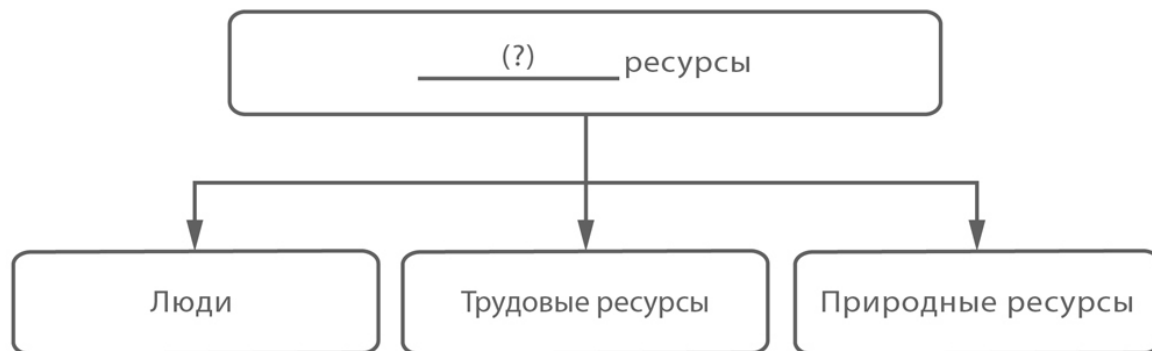 (?)
ресурсы
Люди
Трудовые ресурсы
Природные ресурсы